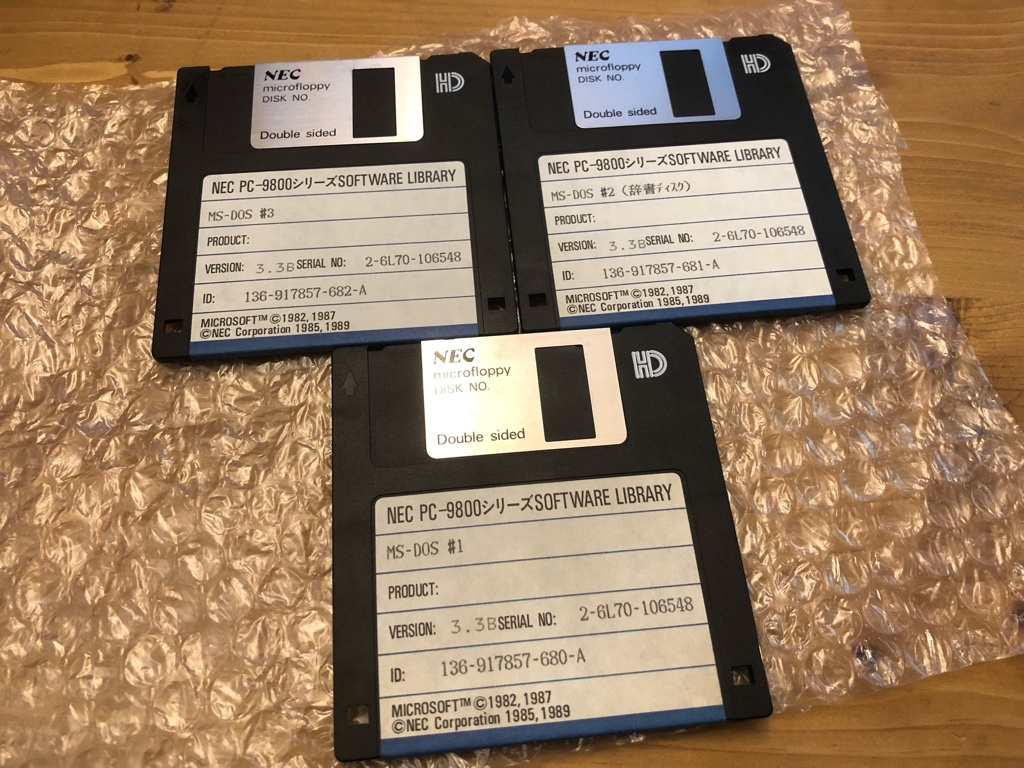 NEC
microfloppy
DISK NO.
Double sided
HD
NEC PC-9800シリーズSOFTWARE LIBRARY
MS-DOS #3
PRODUCT:
VERSION: 3.3B SERIAL NO: 2-6L70-106548
ID: 136-917857-682-A
MICROSOFT™ ©1982,1987
©NEC Corporation 1985,1989
NEC
microfloppy
DISK NO.
Double sided
HD
NEC PC-9800シリーズSOFTWARE LIBRARY
MS-DOS #2 (辞書ﾃﾞｨｽｸ)
PRODUCT:
VERSION: 3.3B SERIAL NO: 2-6L70-106548
ID: 136-917857-681-A
MICROSOFT™ ©1982,1987
©NEC Corporation 1985,1989
NEC
microfloppy
DISK NO.
Double sided
HD
NEC PC-9800シリーズSOFTWARE LIBRARY
MS-DOS #1
PRODUCT:
VERSION: 3.3B SERIAL NO: 2-6L70-106548
ID: 136-917857-680-A
MICROSOFT™ ©1982,1987
©NEC Corporation 1985,1989